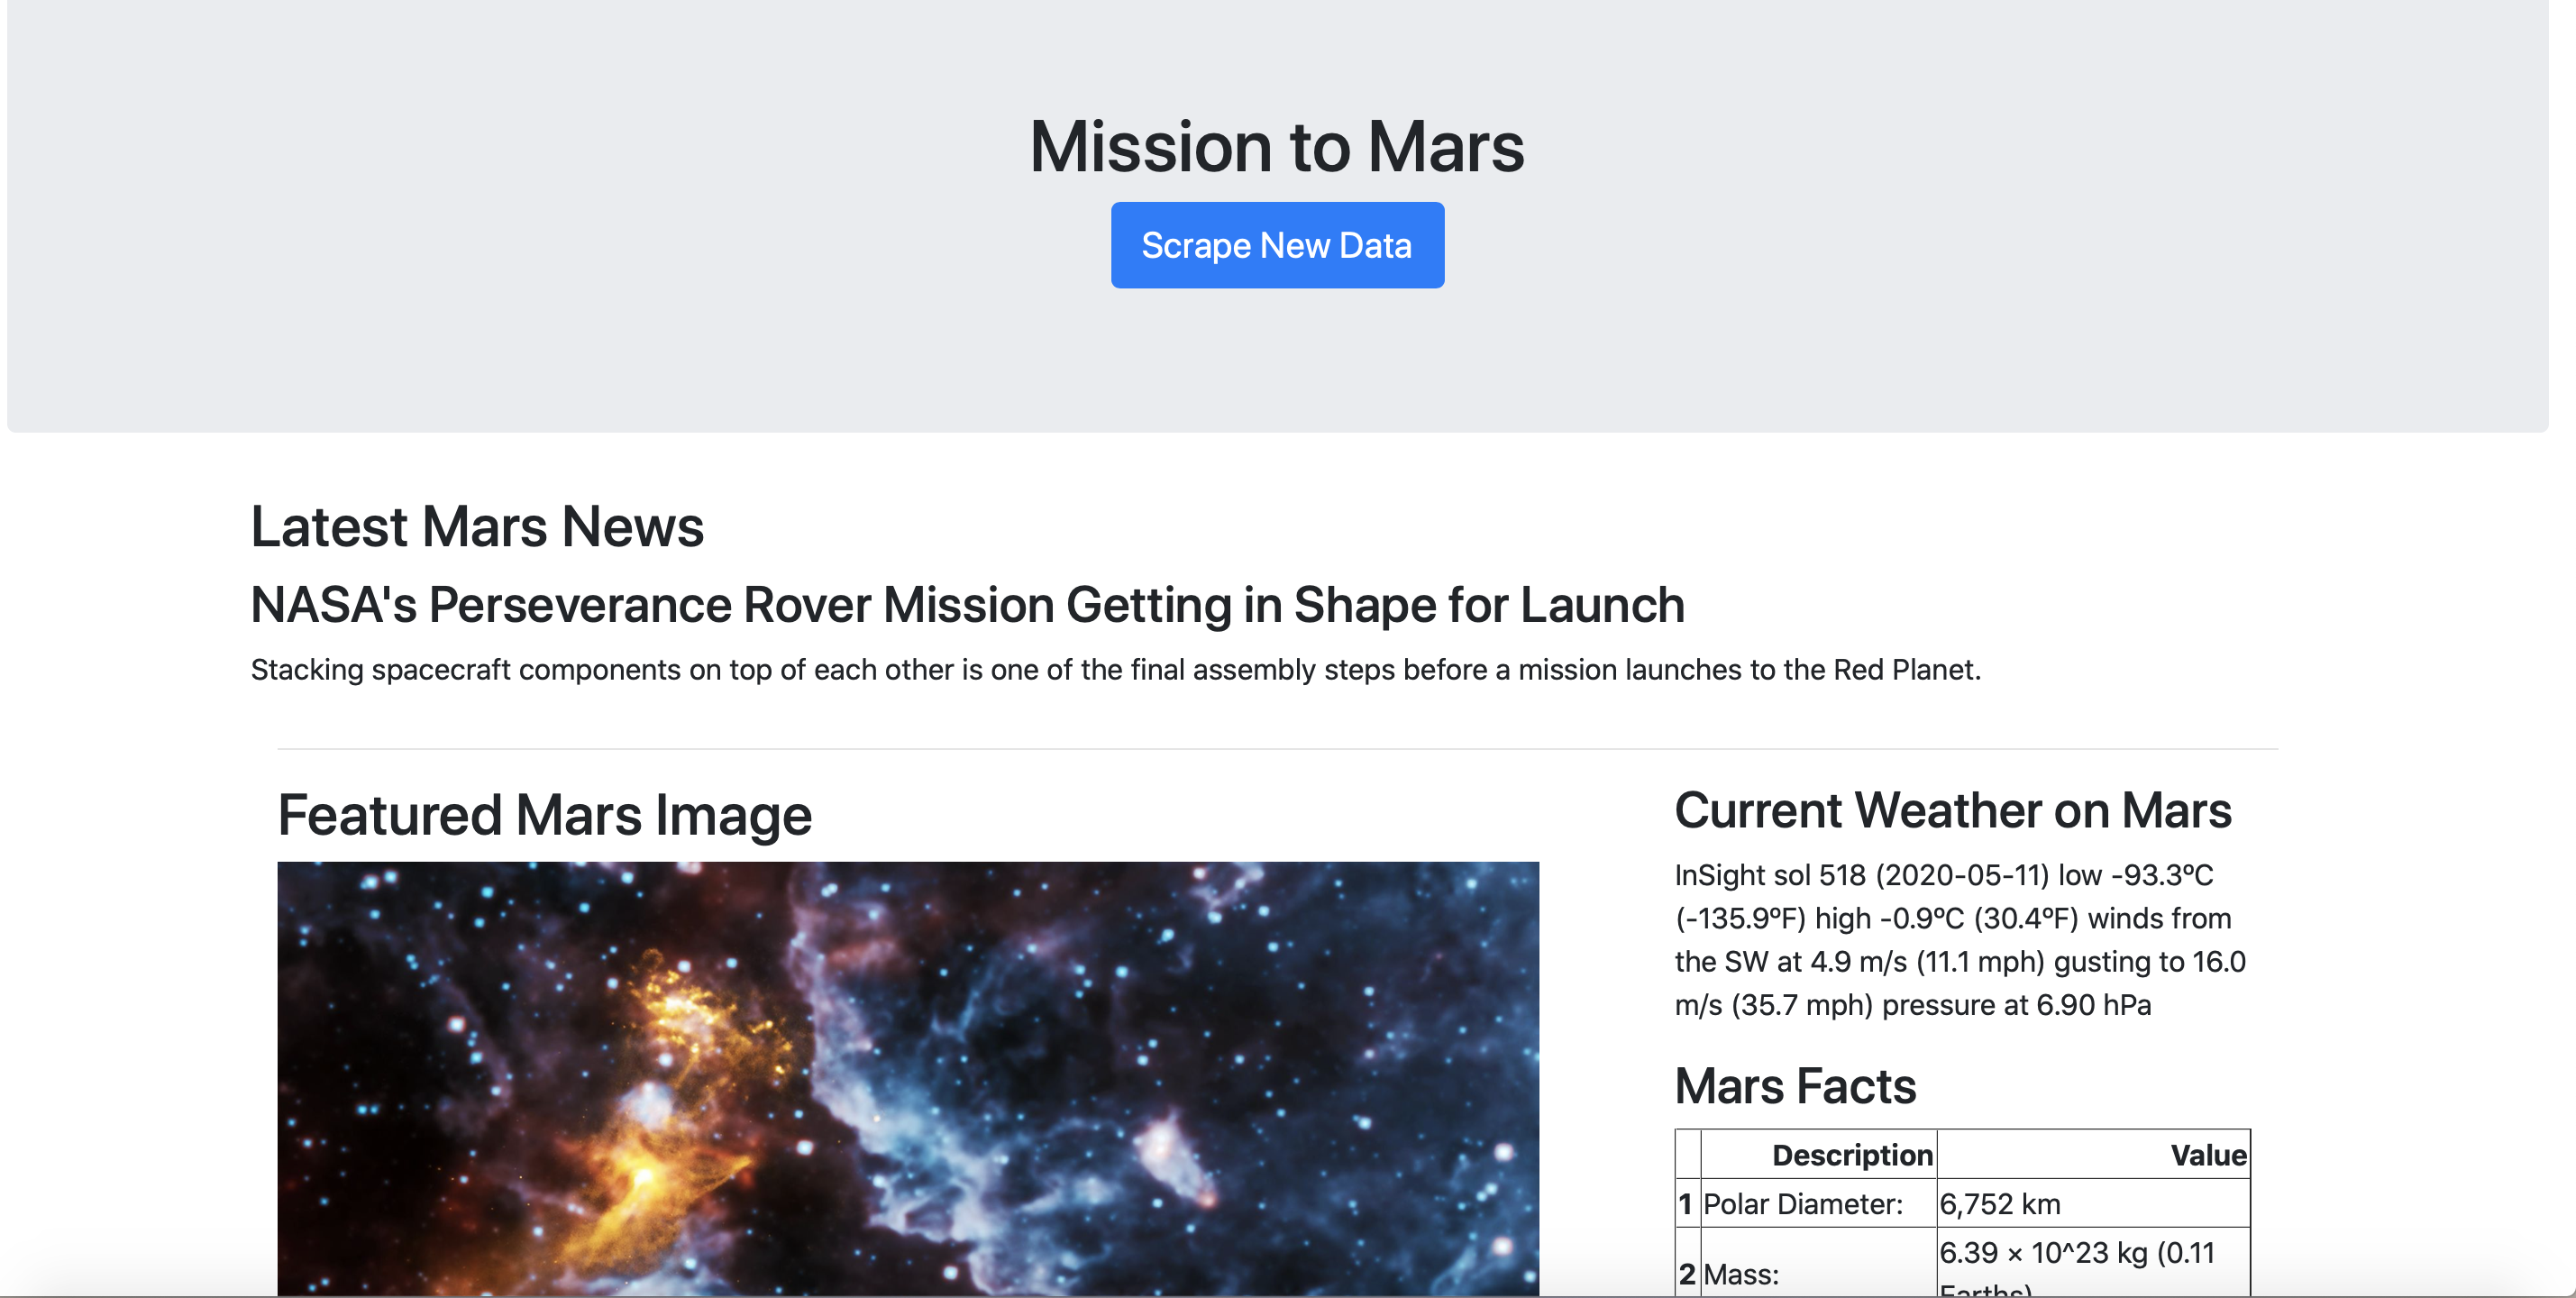 Mission to Mars
Scrape New Data
Latest Mars News
NASA's Perseverance Rover Mission Getting in Shape for Launch
Stacking spacecraft components on top of each other is one of the final assembly steps before a mission launches to the Red Planet.
Featured Mars Image
Current Weather on Mars
InSight sol 518 (2020-05-11) low -93.3ºC
(-135.9ºF) high -0.9ºC (30.4ºF) winds from
the SW at 4.9 m/s (11.1 mph) gusting to 16.0
m/s (35.7 mph) pressure at 6.90 hPa
Mars Facts
Description Value
1 Polar Diameter: 6,752 km
2 Mass: 6.39 × 10^23 kg (0.11
Earths)